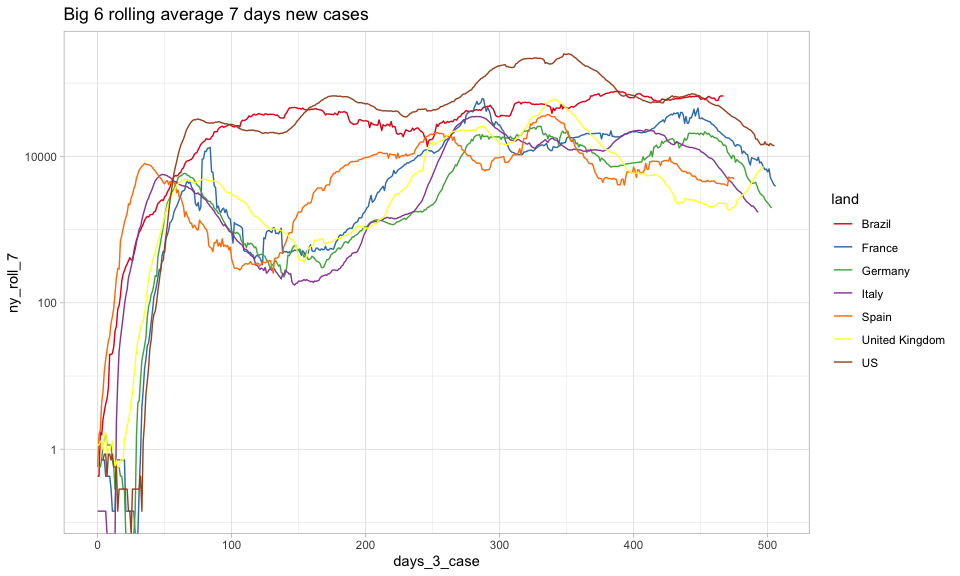 Big 6 rolling average 7 days new cases
ny_roll_7
10000
100
1
0
100
200
300
400
500
days_3_case
land
Brazil
France
Germany
Italy
Spain
United Kingdom
US